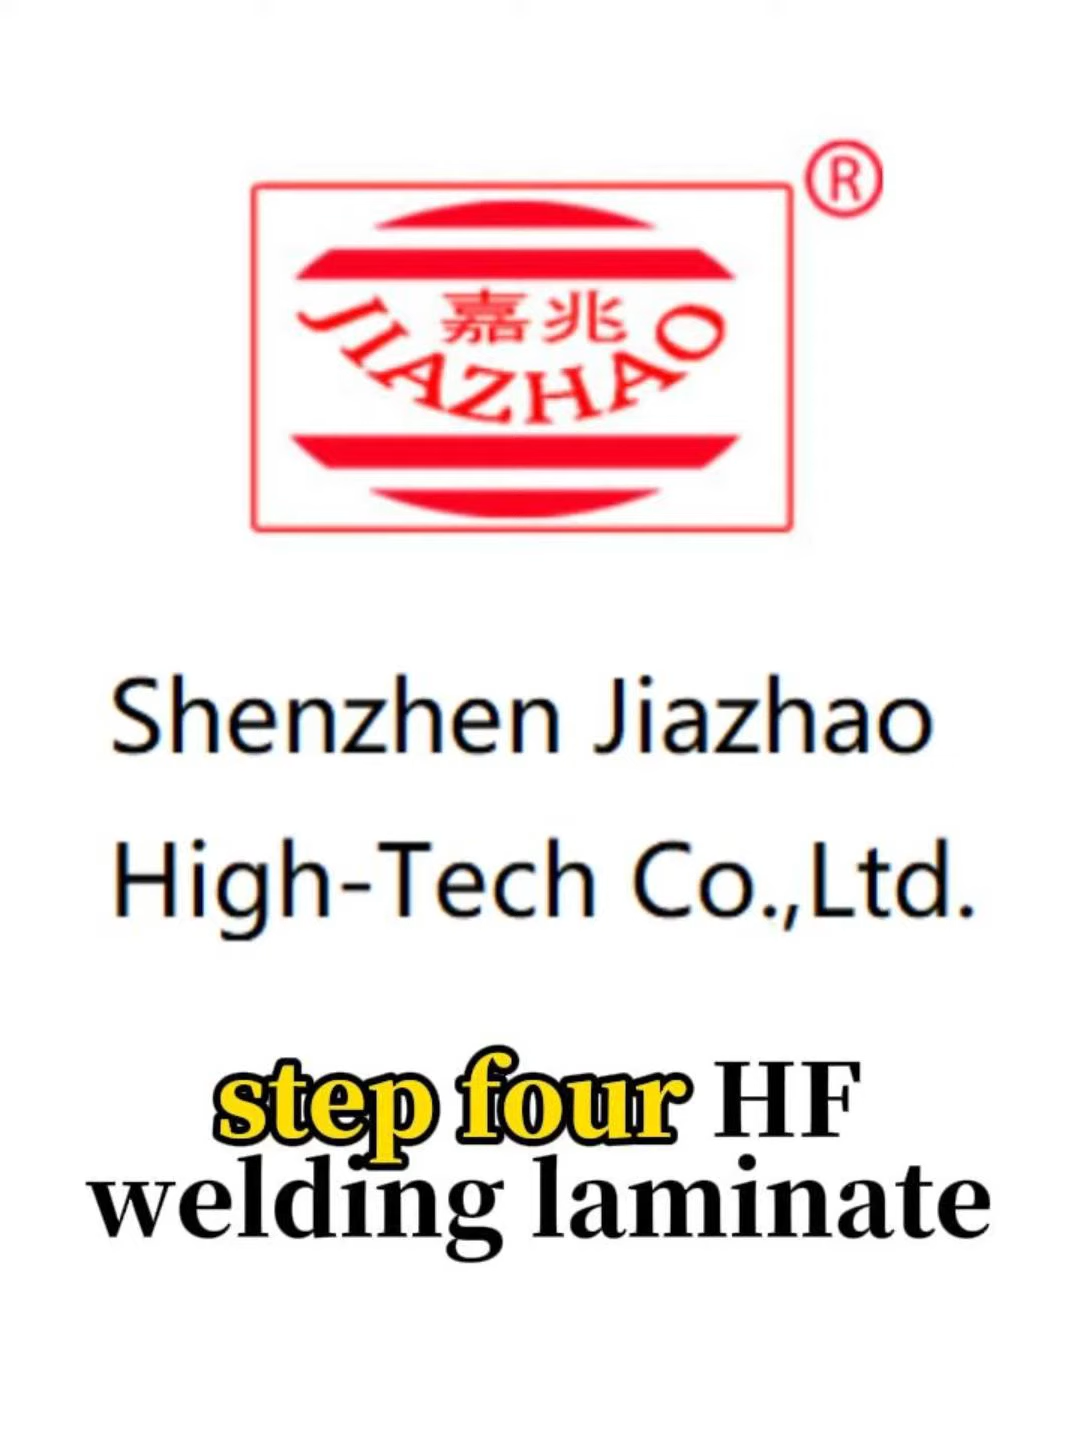 ®
嘉兆
JIAZHAO
Shenzhen Jiazhao
High-Tech Co.,Ltd.
step four HF
welding laminate